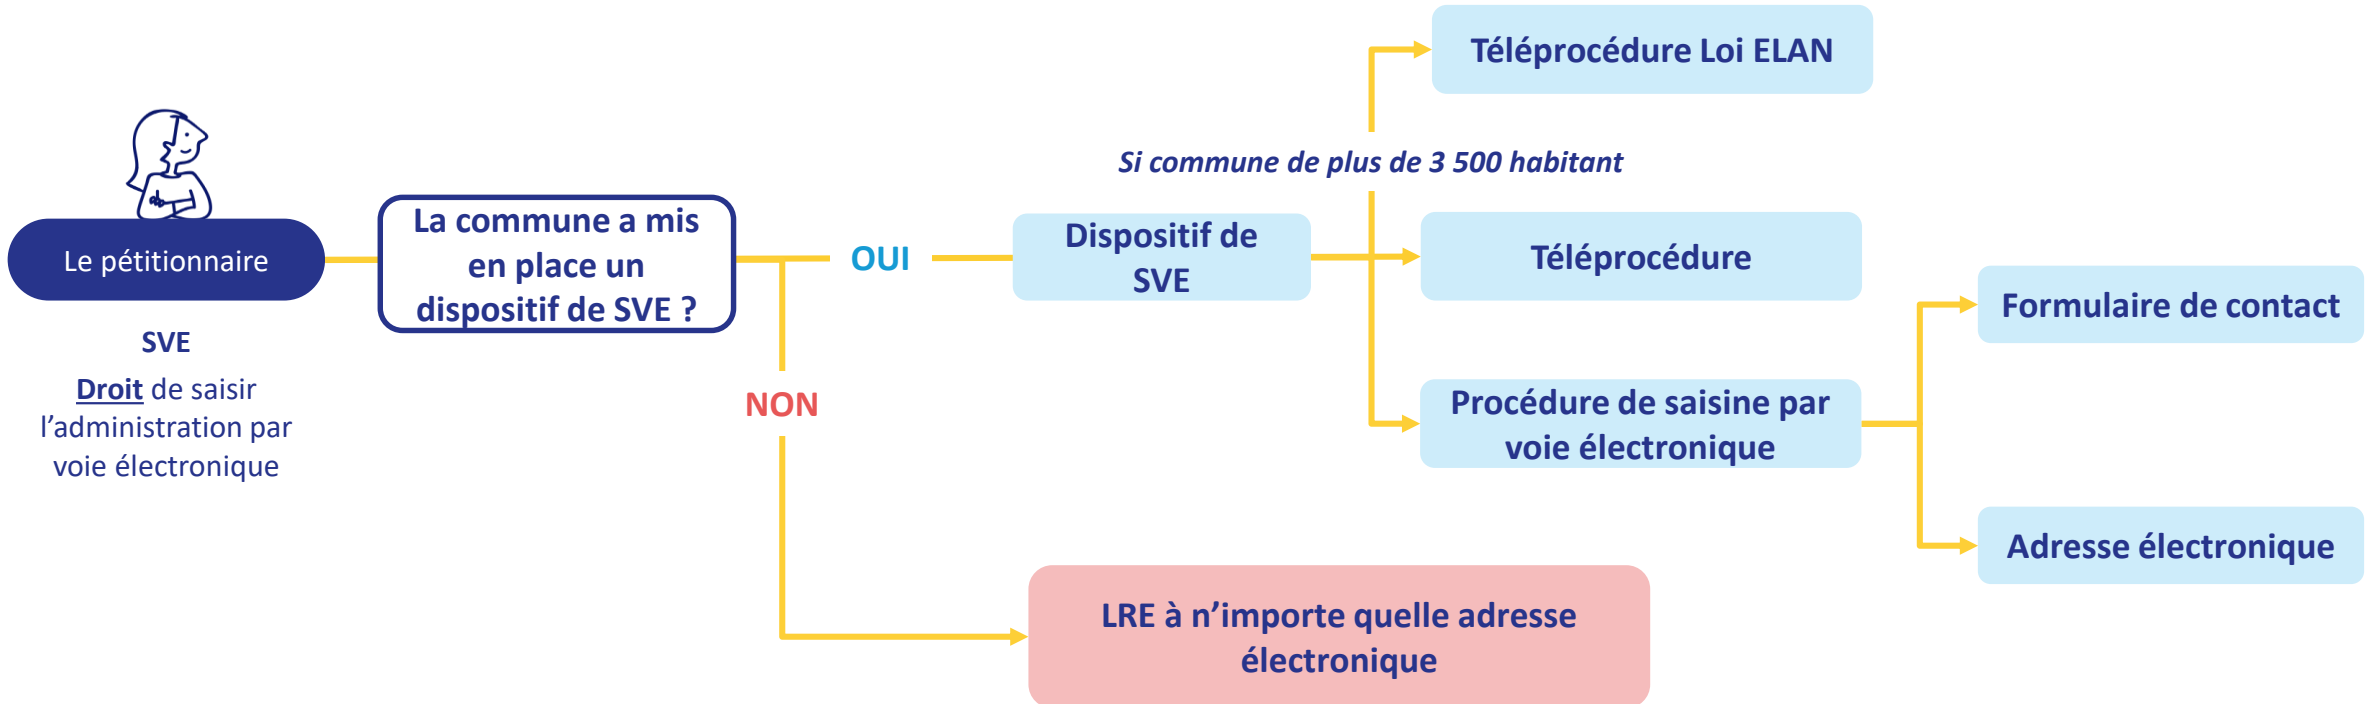 Le pétitionnaire
SVE
Droit de saisir
l’administration par
voie électronique
La commune a mis
en place un
dispositif de SVE ?
OUI
NON
Dispositif de
SVE
Si commune de plus de 3 500 habitant
Téléprocédure Loi ELAN
Téléprocédure
Procédure de saisine par
voie électronique
Formulaire de contact
Adresse électronique
LRE à n’importe quelle adresse
électronique